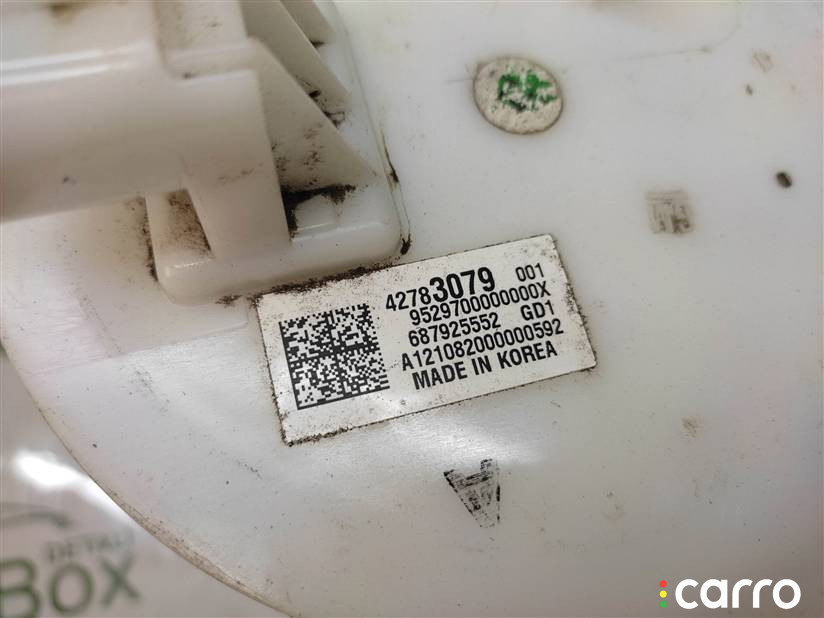 42783079 001
9529700000000X
687925552 GD1
A121082000000592
MADE IN KOREA
A
BOX
carro